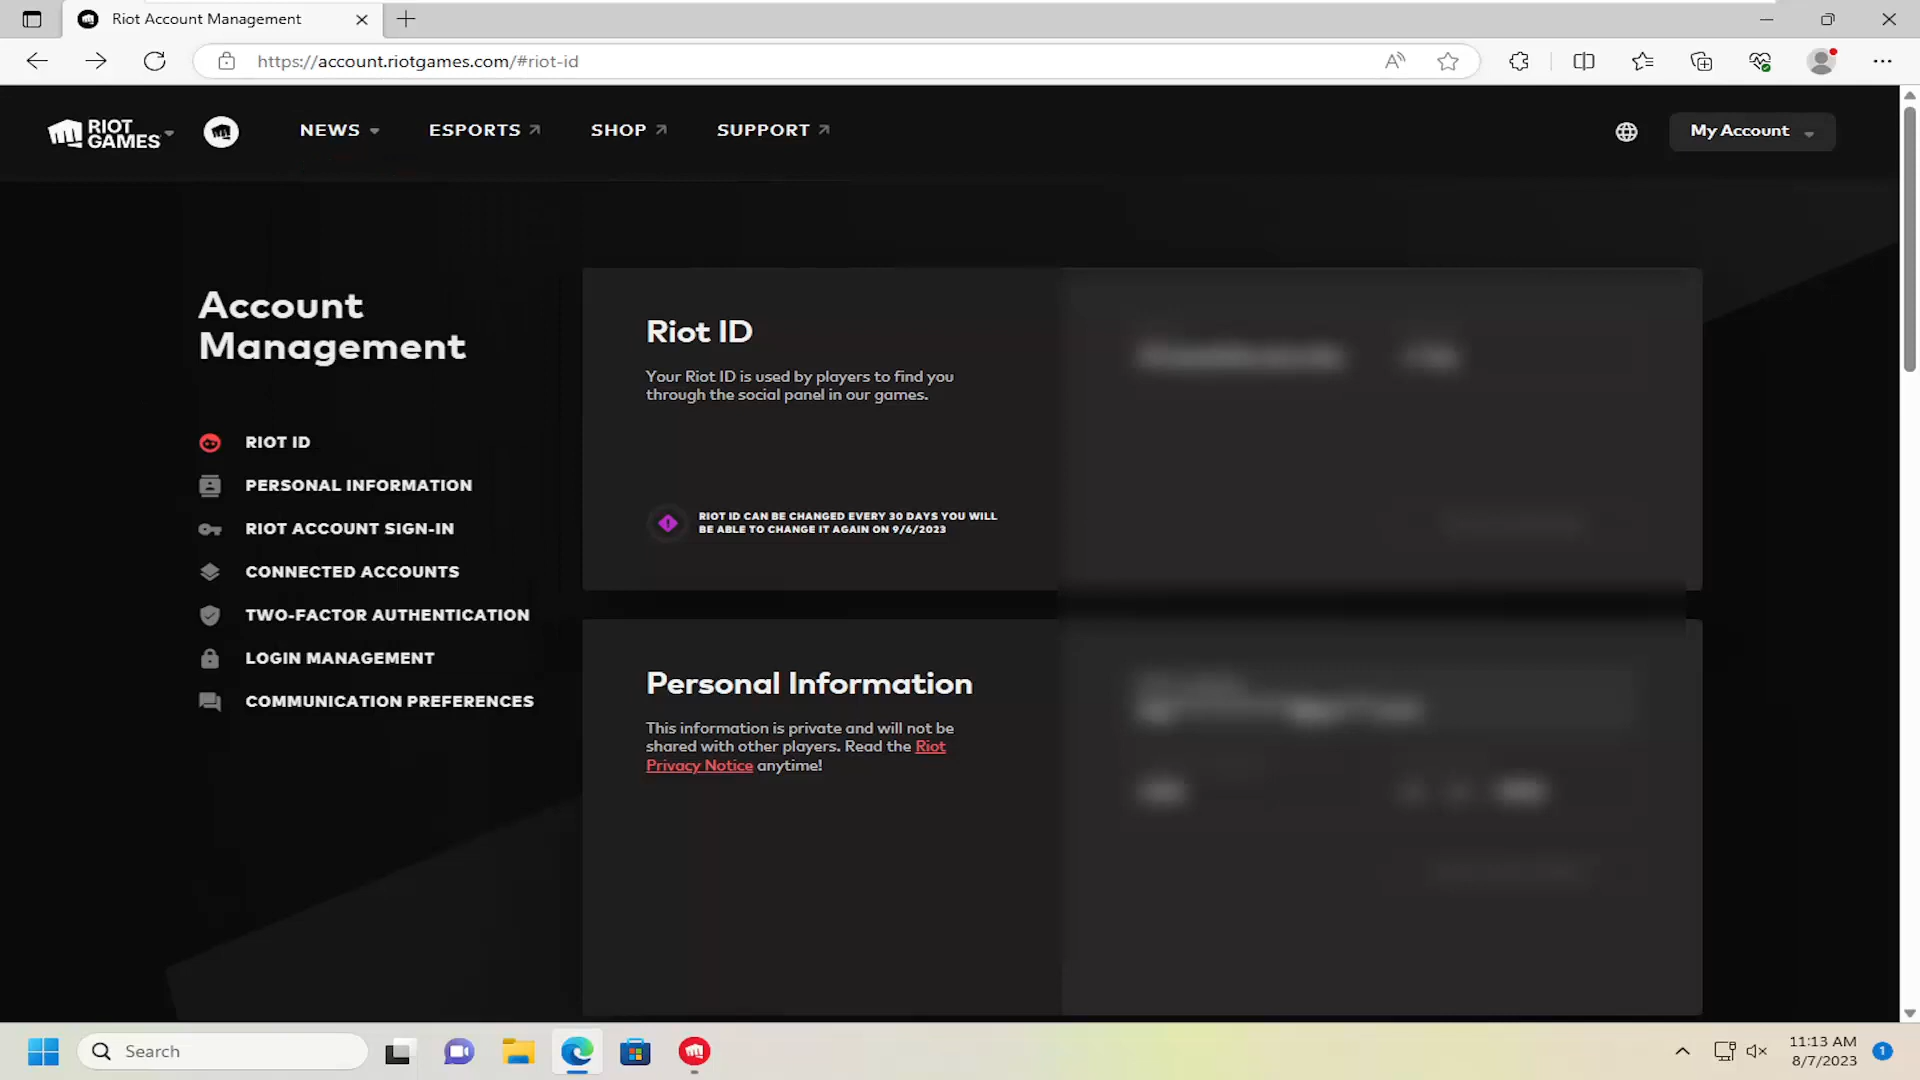 Riot Account Management
https://account.riotgames.com/#riot-id
RIOT GAMES
NEWS
ESPORTS
SHOP
SUPPORT
My Account
Account
Management
RIOT ID
PERSONAL INFORMATION
RIOT ACCOUNT SIGN-IN
CONNECTED ACCOUNTS
TWO-FACTOR AUTHENTICATION
LOGIN MANAGEMENT
COMMUNICATION PREFERENCES
Riot ID
Your Riot ID is used by players to find you
through the social panel in our games.
RIOT ID CAN BE CHANGED EVERY 30 DAYS YOU WILL
BE ABLE TO CHANGE IT AGAIN ON 9/6/2023
Personal Information
This information is private and will not be
shared with other players. Read the Riot
Privacy Notice anytime!
Search
11:13 AM
8/7/2023
1